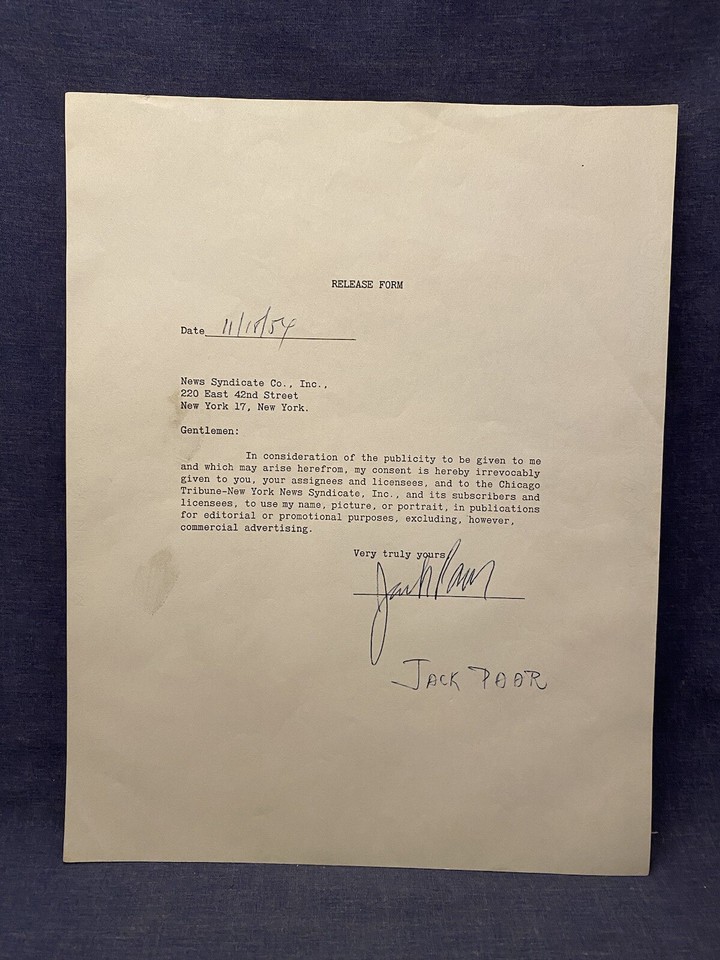 RELEASE FORM
Date 11/18/54
News Syndicate Co., Inc.,
220 East 42nd Street
New York 17, New York.
Gentlemen:
In consideration of the publicity to be given to me
and which may arise herefrom, my consent is hereby irrevocably
given to you, your assignees and licensees, and to the Chicago
Tribune-New York News Syndicate, Inc., and its subscribers and
licensees, to use my name, picture, or portrait, in publications
for editorial or promotional purposes, excluding, however,
commercial advertising.
Very truly yours
Jack Paar
JACK PAAR